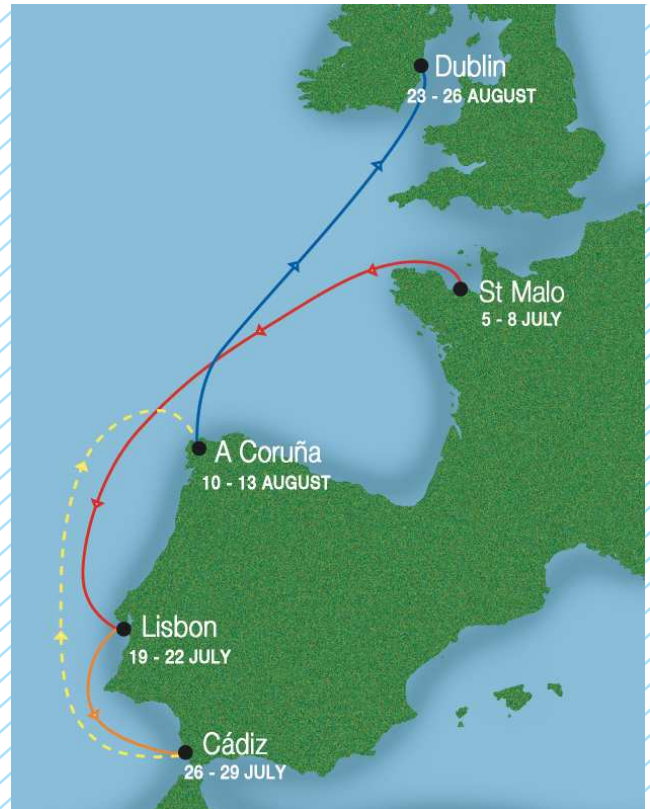 Dublin
23 - 26 AUGUST
St Malo
5 - 8 JULY
A Coruña
10 - 13 AUGUST
Lisbon
19 - 22 JULY
Cádiz
26 - 29 JULY